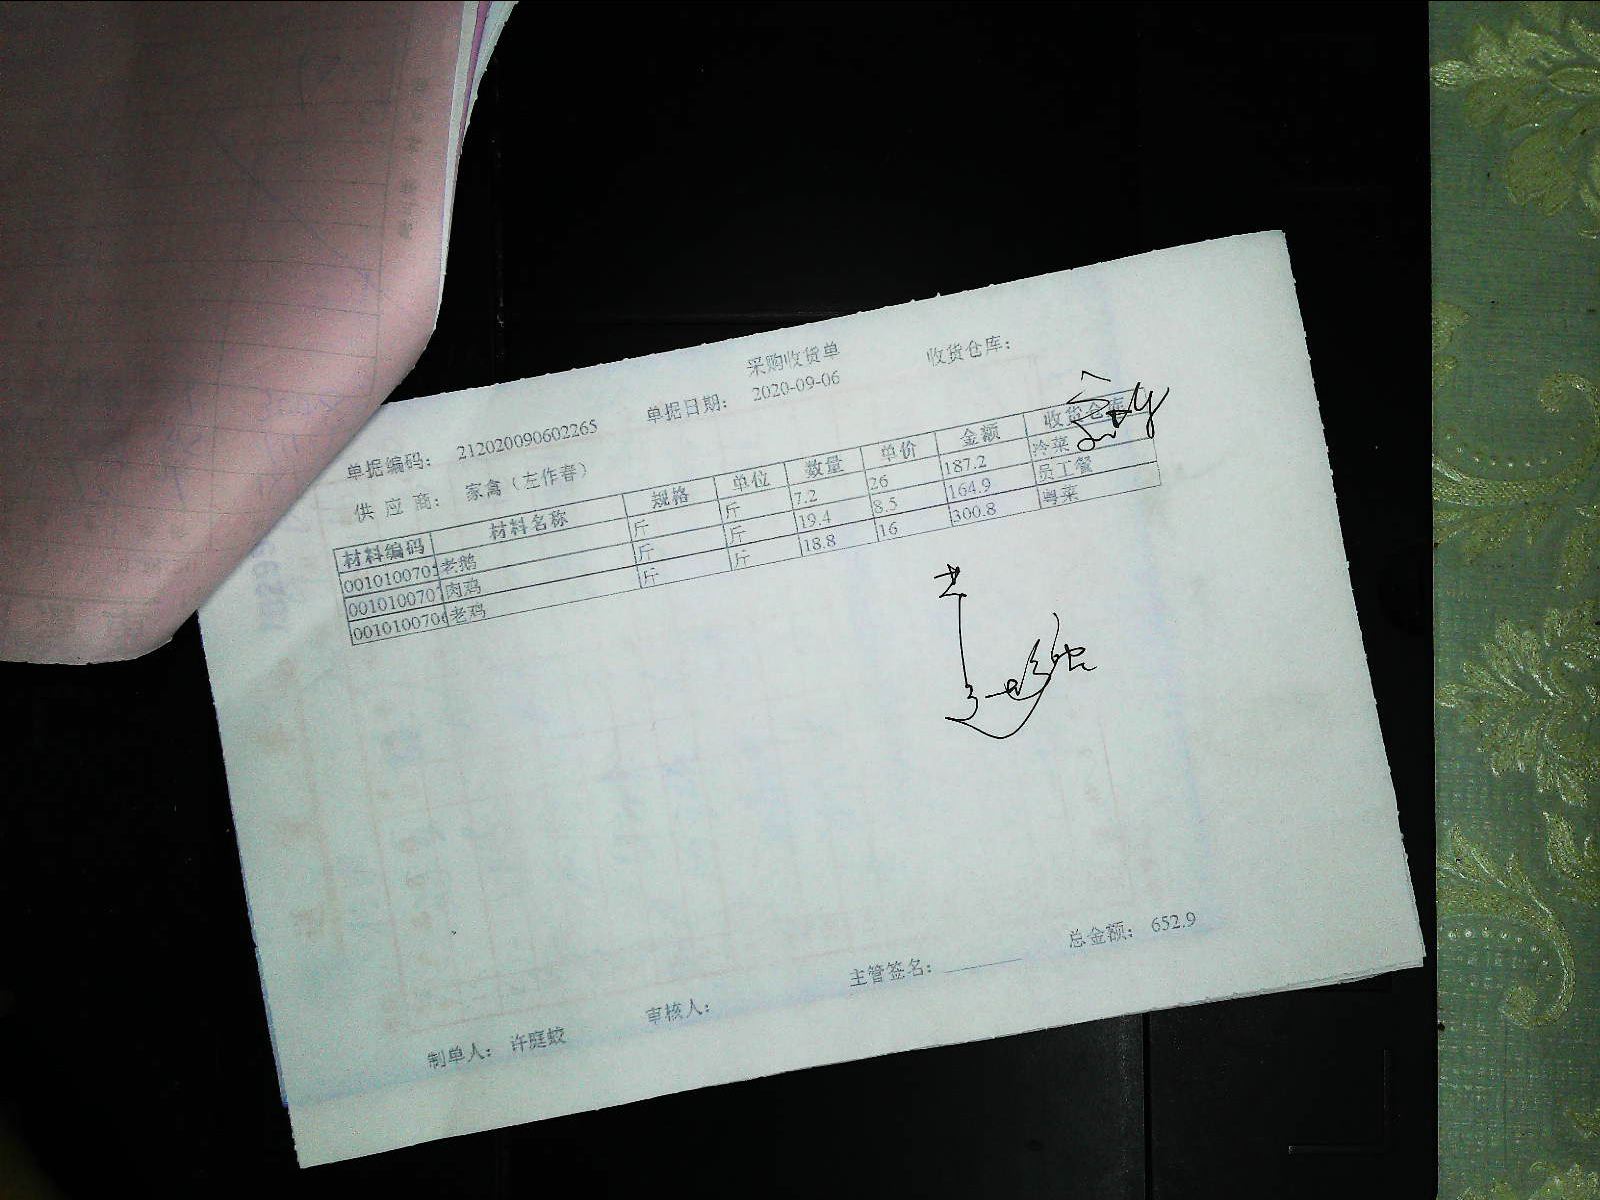 采购收货单
单据编码： 212020090602265 单据日期： 2020-09-06 收货仓库：
供应商： 家禽（左作春）
材料编码 材料名称 规格 单位 数量 单价 金额 收货仓库
001010070 老鹅 斤 斤 7.2 26 187.2 冷菜
001010070 肉鸡 斤 斤 19.4 8.5 164.9 员工餐
001010070 老鸡 斤 斤 18.8 16 300.8 粤菜
总金额： 652.9
制单人： 许庭蛟 审核人： 主管签名：